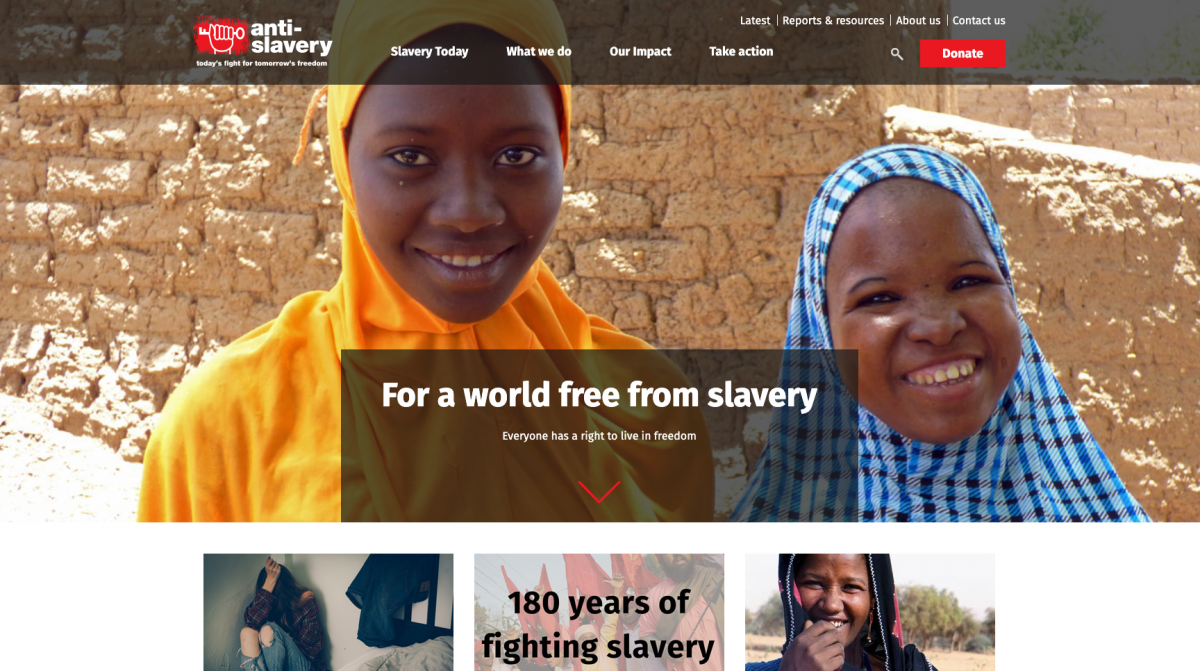 anti-
slavery
today's fight for tomorrow's freedom
Latest | Reports & resources | About us | Contact us
Slavery Today What we do Our Impact Take action
Donate
For a world free from slavery
Everyone has a right to live in freedom
180 years of
fighting slavery